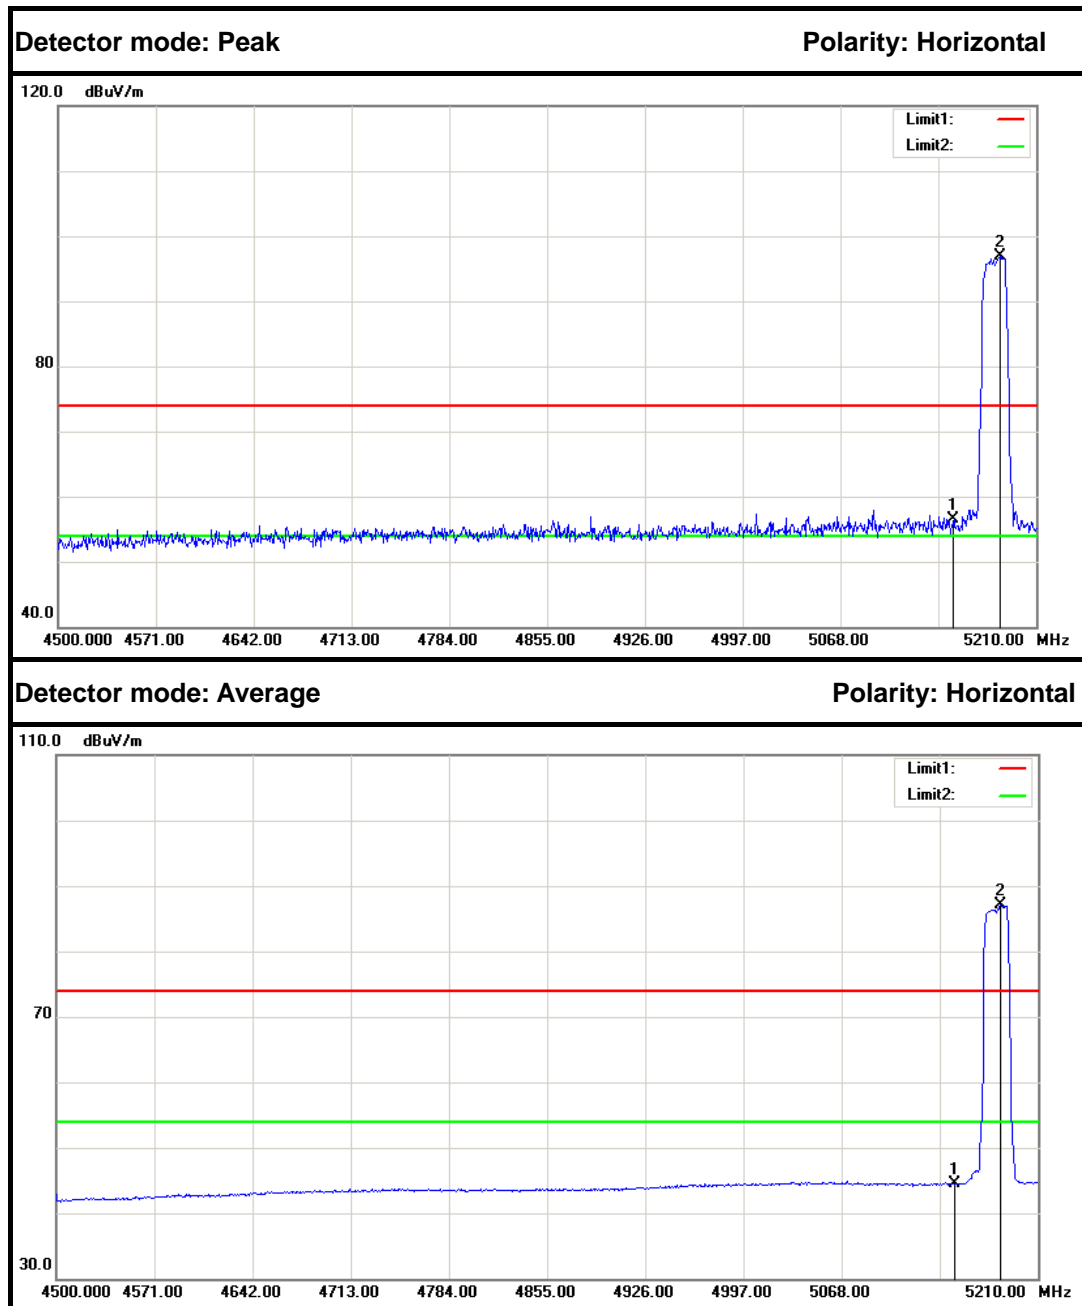 Detector mode: Peak Polarity: Horizontal
120.0 dBuV/m
Limit1:
Limit2:
2
80
1
40.0
4500.000 4571.00 4642.00 4713.00 4784.00 4855.00 4926.00 4997.00 5068.00 5210.00 MHz
Detector mode: Average Polarity: Horizontal
110.0 dBuV/m
Limit1:
Limit2:
2
70
1
30.0
4500.000 4571.00 4642.00 4713.00 4784.00 4855.00 4926.00 4997.00 5068.00 5210.00 MHz